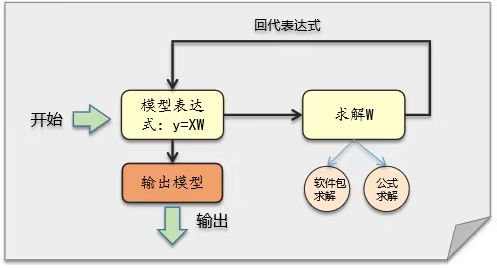 回代表达式
开始
模型表达
式：y=XW
求解W
输出模型
软件包
求解
公式
求解
输出